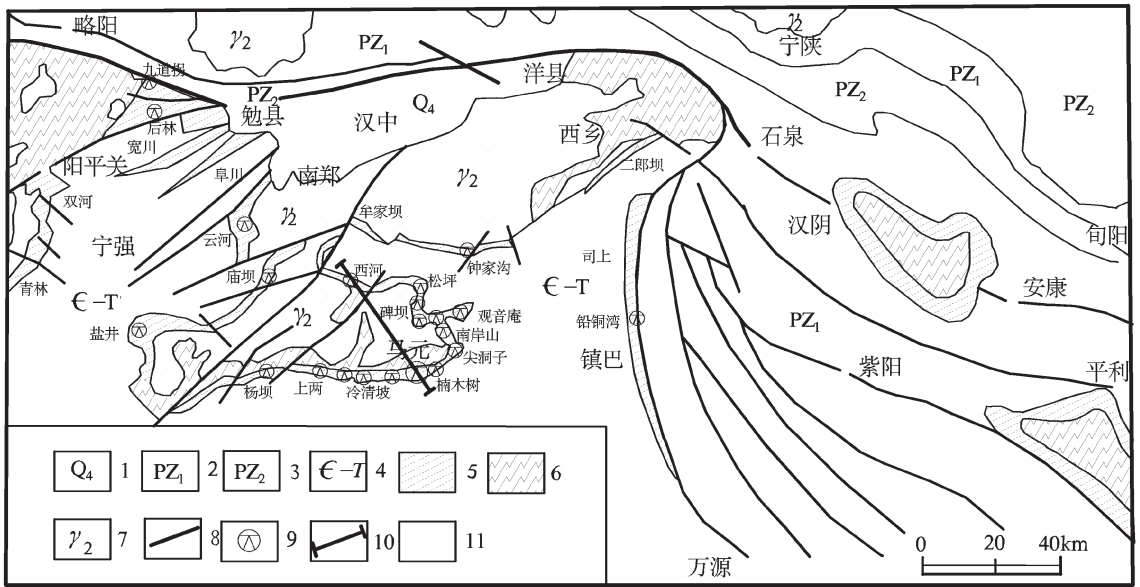 略阳
γ2
PZ1
γ2
宁陕
洋县
PZ1
九道拐
PZ2
PZ2
PZ2
勉县
Q4
汉中
后林
宽川
西乡
石泉
阳平关
阜川
南郑
γ2
二郎坝
双河
γ2
牟家坝
汉阴
旬阳
宁强
云河
钟家沟
司上
青林
庙坝
西河
松坪
安康
Є-T
Є-T
碑坝
观音庵
盐井
γ2
铅铜湾
PZ1
南岸山
马元
尖洞子
镇巴
紫阳
平利
杨坝
上两
冷清坡
楠木树
Q4 1 PZ1 2 PZ2 3 Є-T 4 5 6
γ2 7 8 9 10 11
0 20 40km
万源